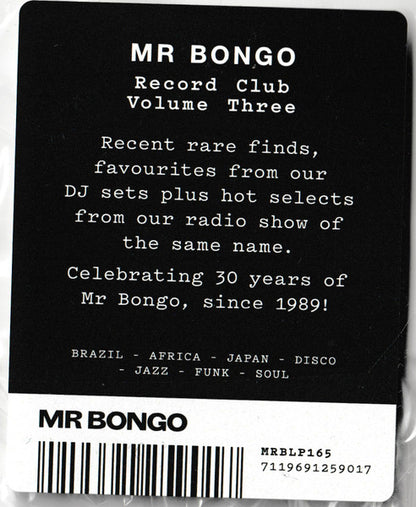 MR BONGO
Record Club
Volume Three
Recent rare finds,
favourites from our
DJ sets plus hot selects
from our radio show of
the same name.
Celebrating 30 years of
Mr Bongo, since 1989!
BRAZIL - AFRICA - JAPAN - DISCO
- JAZZ - FUNK - SOUL
MR BONGO
MRBLP165
7119691259017